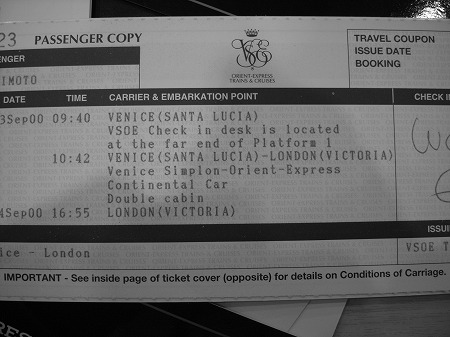 23 PASSENGER COPY
VSOE
ORIENT-EXPRESS
TRAINS & CRUISES
TRAVEL COUPON
ISSUE DATE
BOOKING
ENGER
IMOTO
DATE TIME CARRIER & EMBARKATION POINT CHECK IN
3Sep00 09:40 VENICE(SANTA LUCIA)
VSOE Check in desk is located
at the far end of Platform 1
10:42 VENICE(SANTA LUCIA)-LONDON(VICTORIA)
Venice Simplon-Orient-Express
Continental Car
Double cabin
4Sep00 16:55 LONDON(VICTORIA)
ISSUI
ice - London VSOE T
IMPORTANT - See inside page of ticket cover (opposite) for details on Conditions of Carriage.
RES